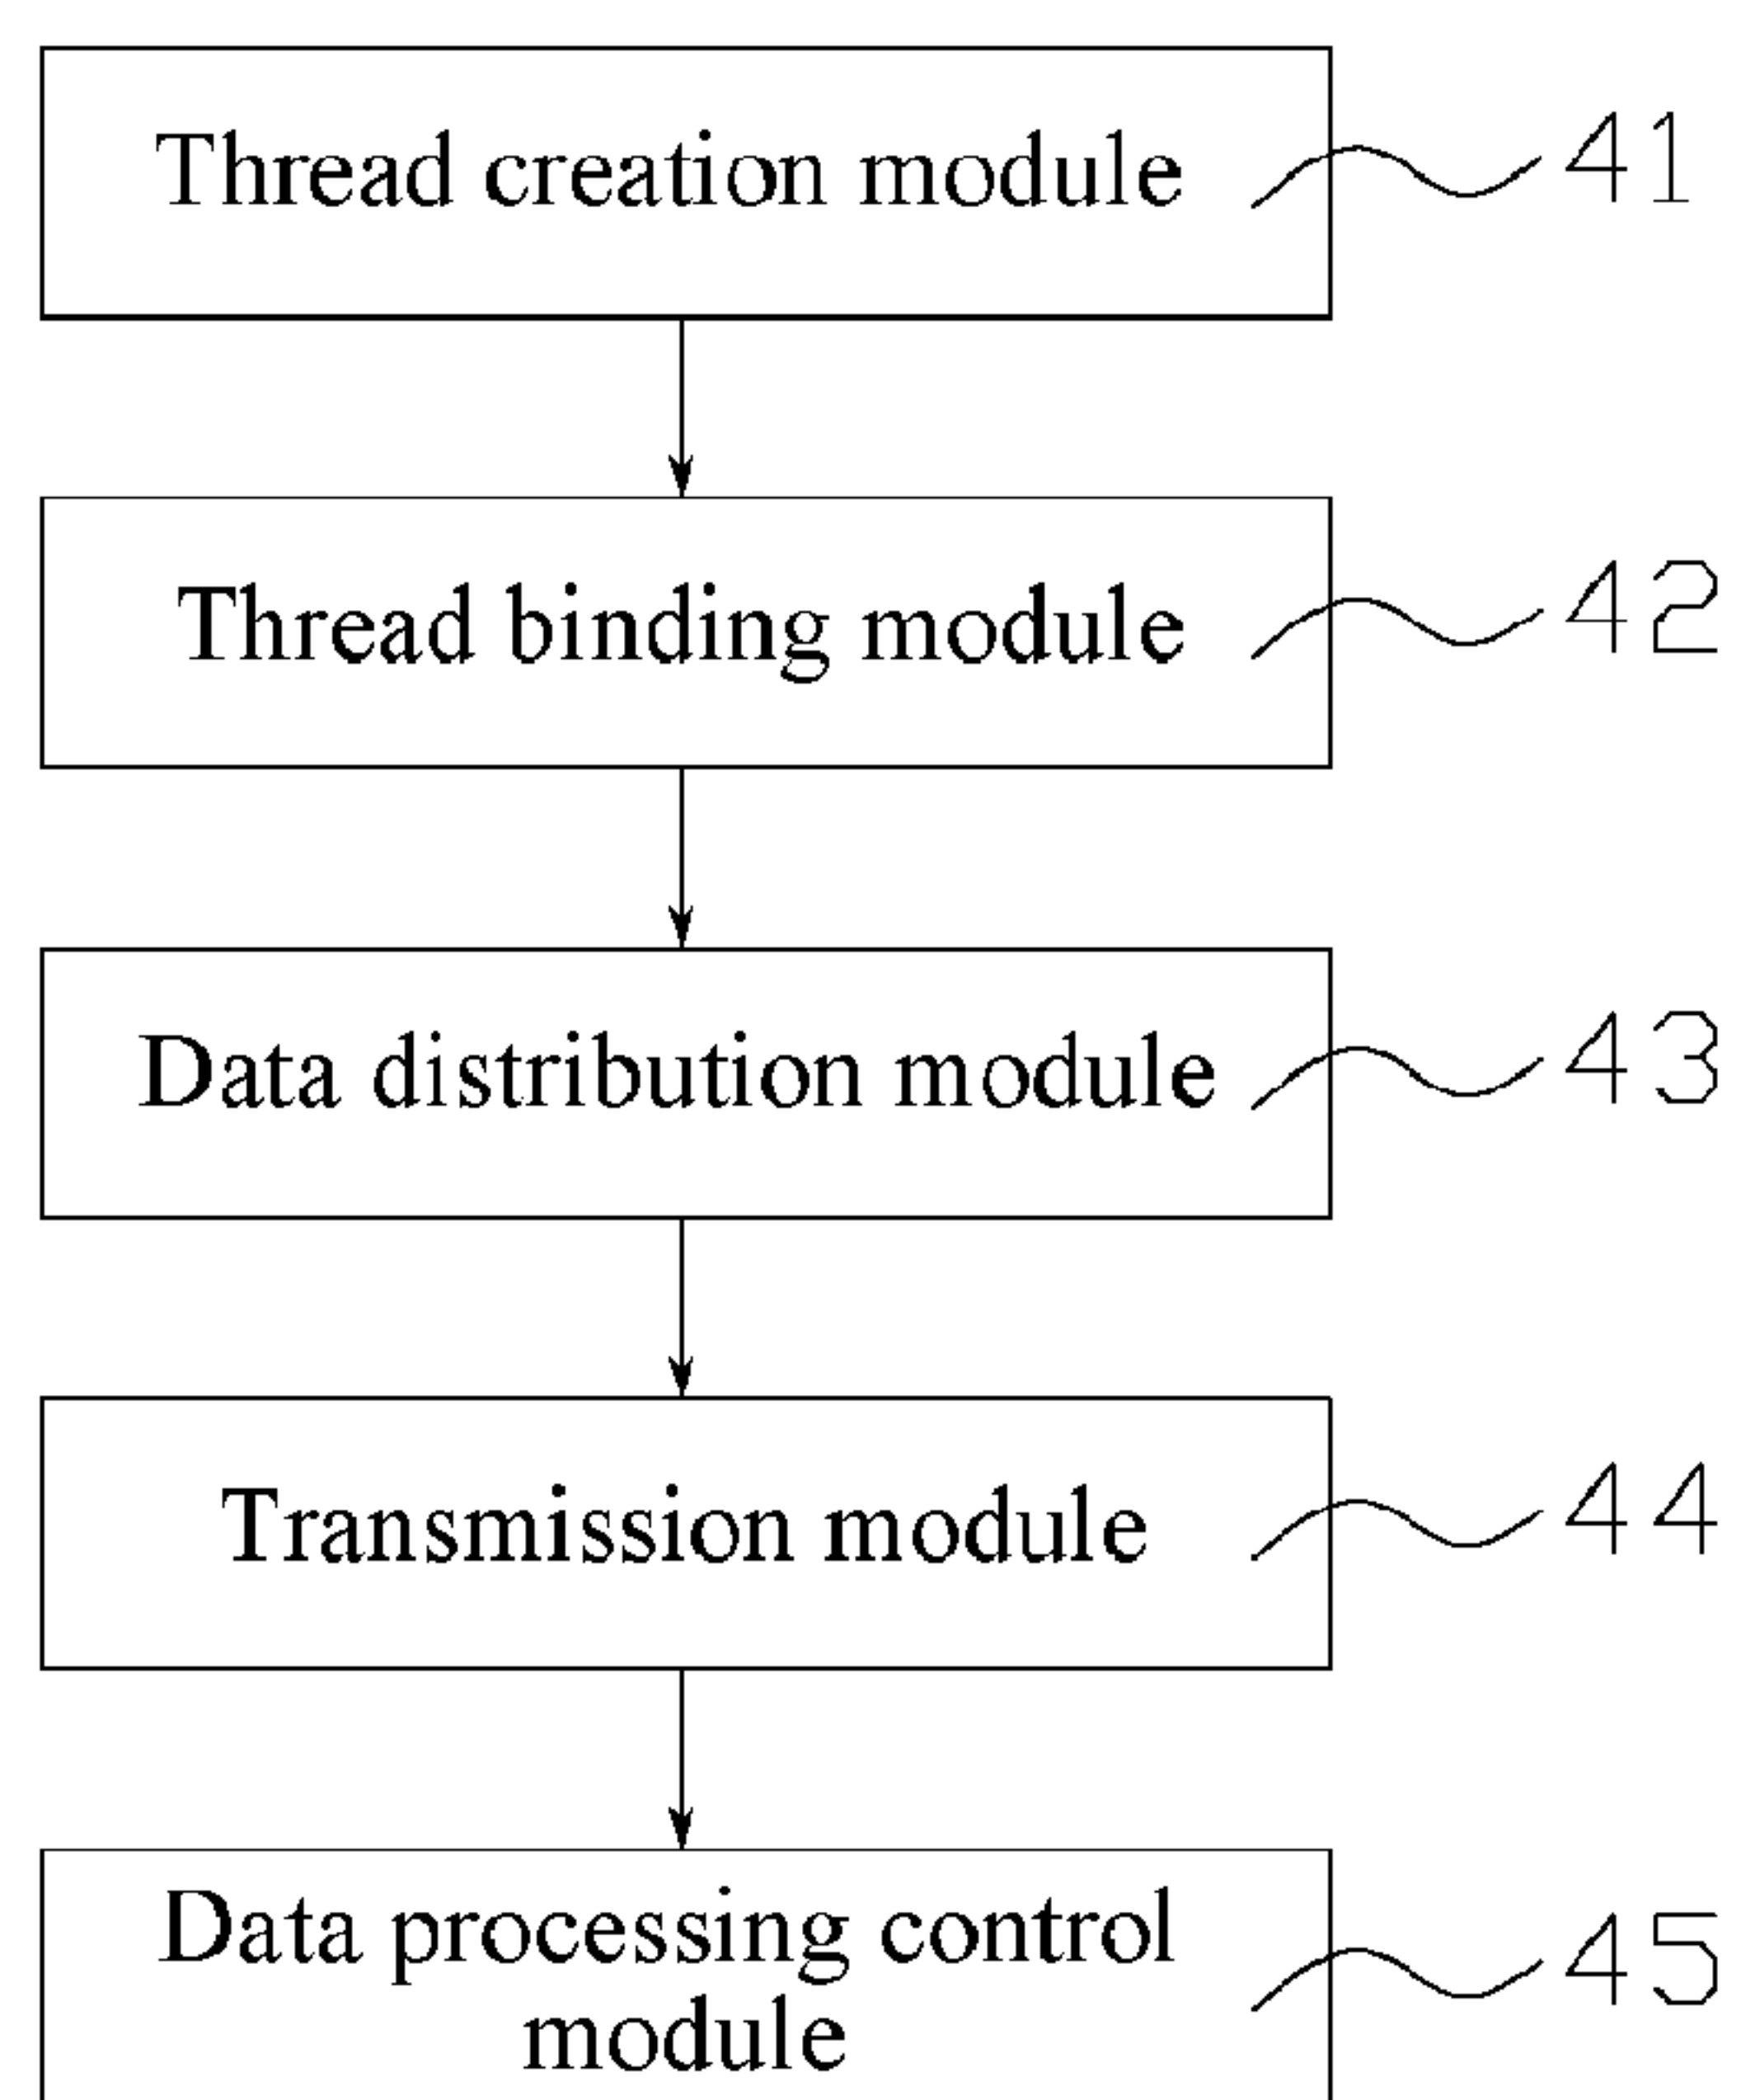 Thread creation module 41
Thread binding module 42
Data distribution module 43
Transmission module 44
Data processing control 45
module